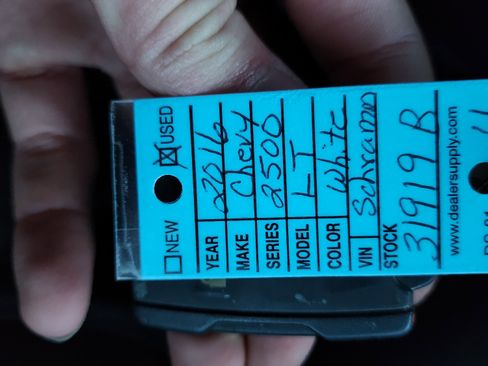 NEW USED
YEAR 2016
MAKE Chevy
SERIES 2500
MODEL LT
COLOR White
VIN Schramm
STOCK 31919 B
www.dealersupply.com